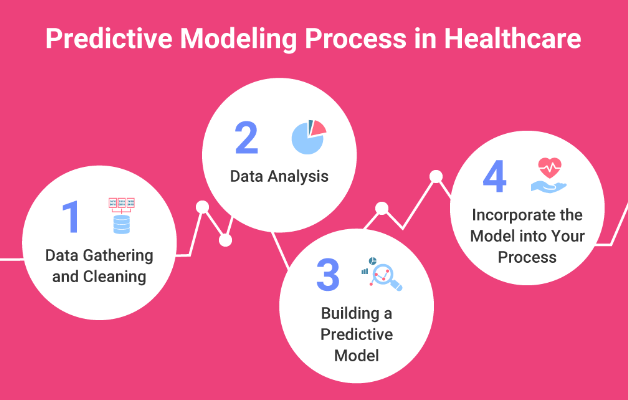 Predictive Modeling Process in Healthcare
1
Data Gathering
and Cleaning
2
Data Analysis
3
Building a
Predictive
Model
4
Incorporate the
Model into Your
Process